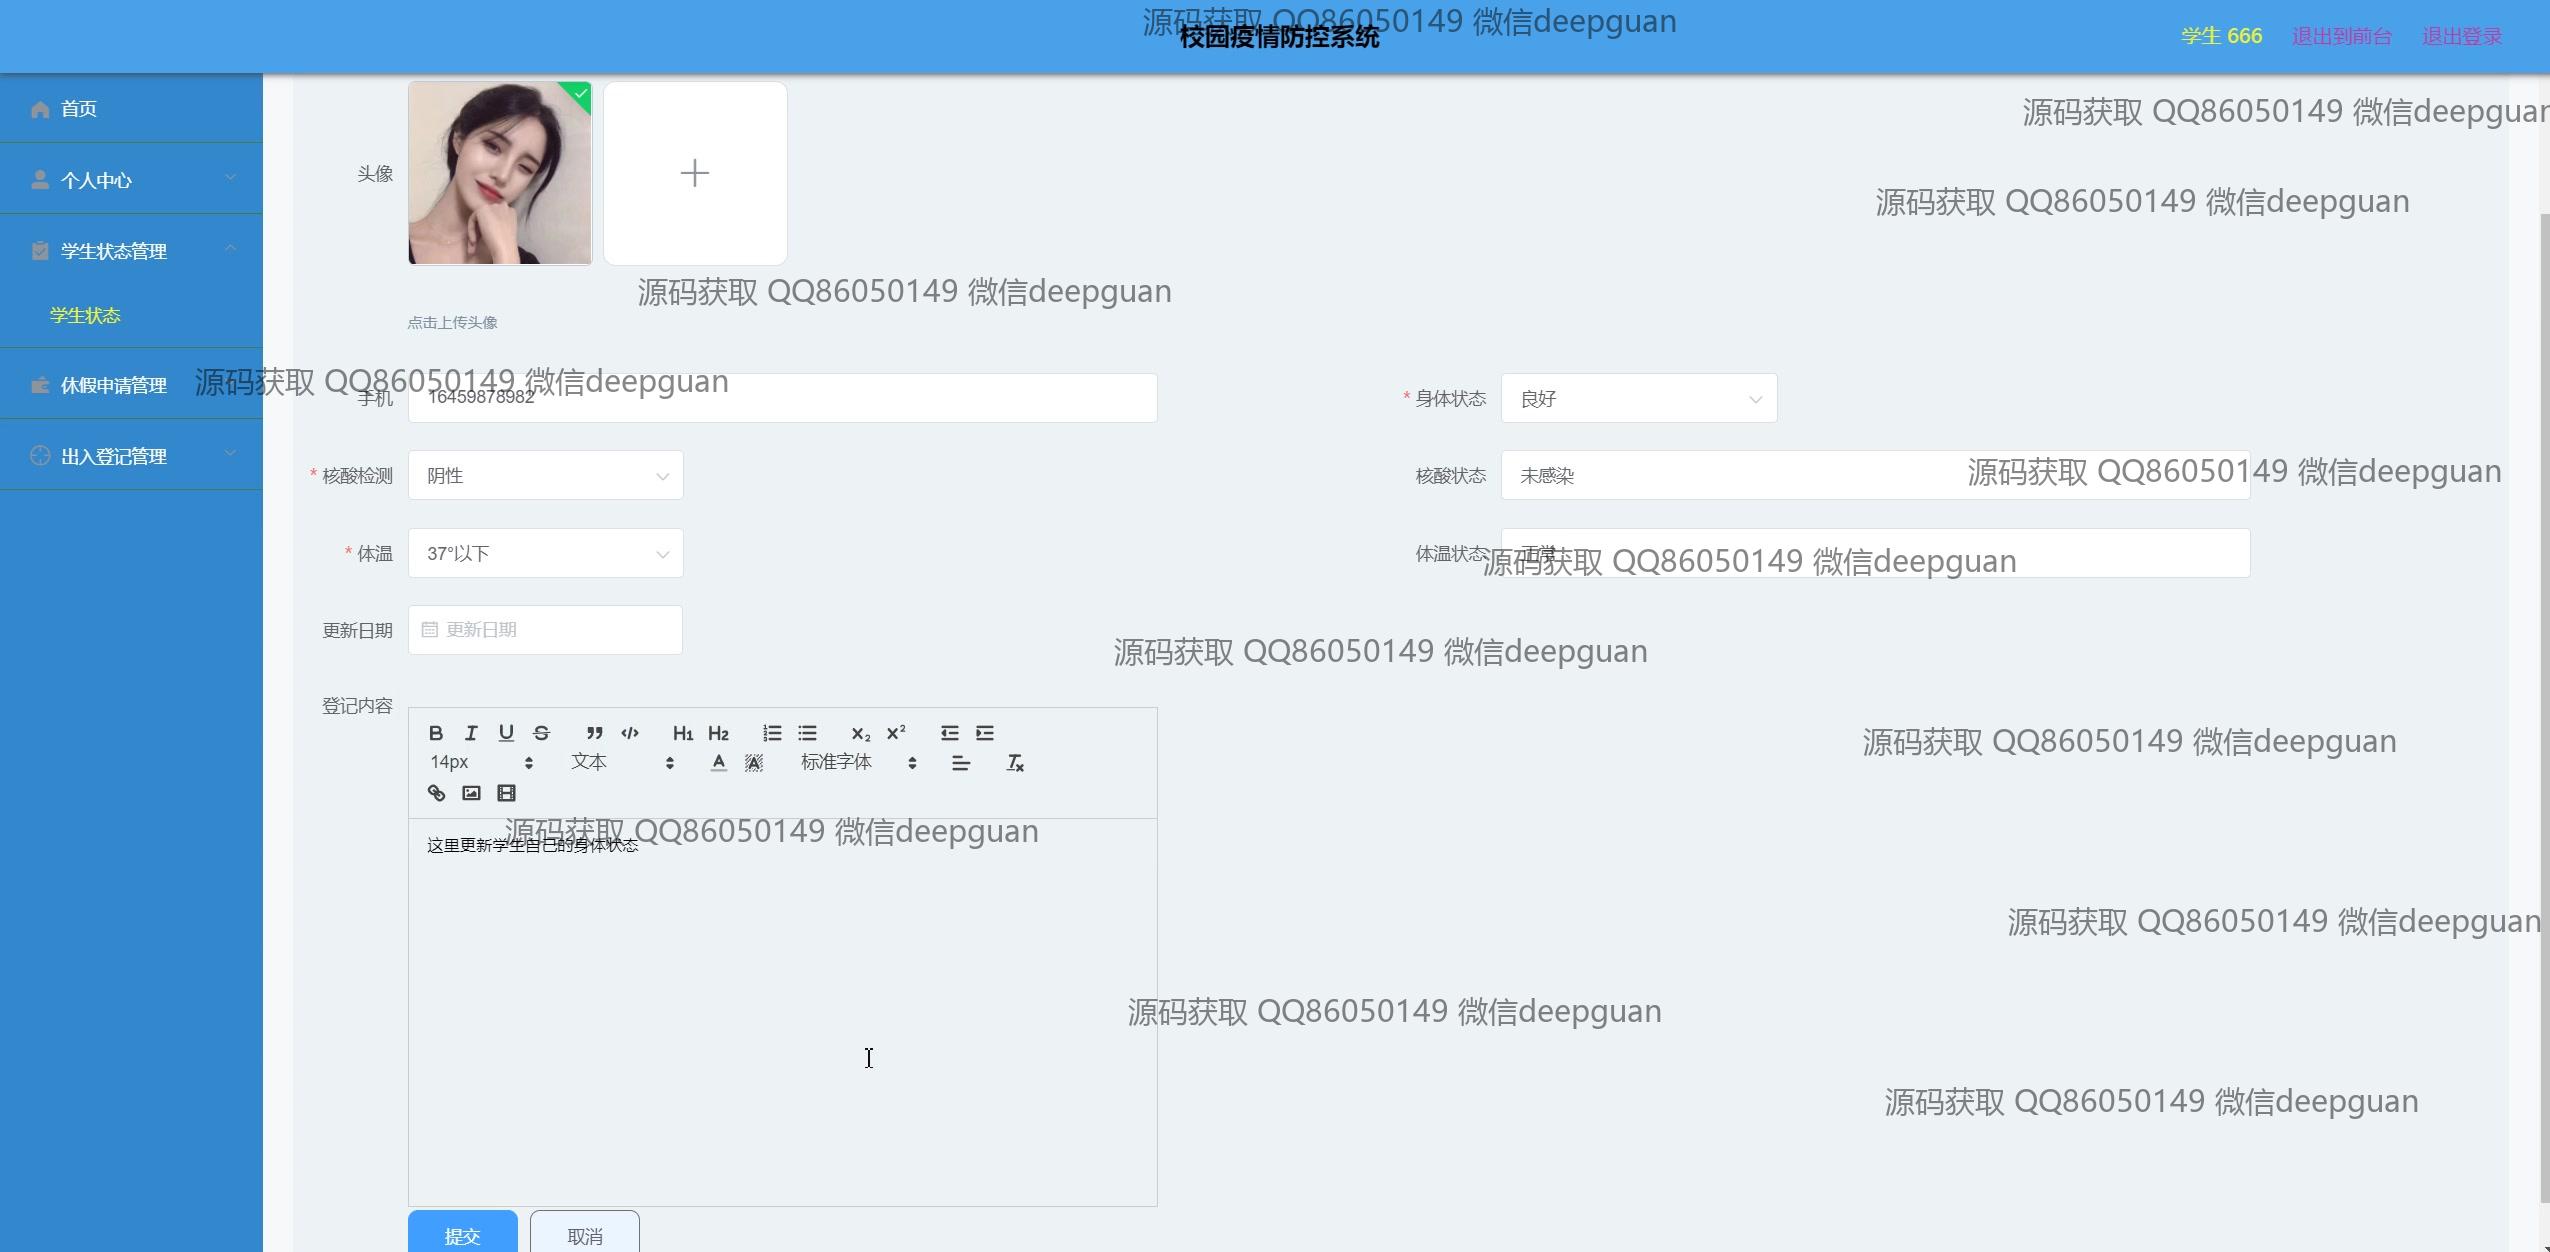 源码获取 QQ86050149 微信deepguan
校园疫情防控系统
学生 666 退出到前台 退出登录
首页
源码获取 QQ86050149 微信deepguan
头像
个人中心
源码获取 QQ86050149 微信deepguan
学生状态管理
源码获取 QQ86050149 微信deepguan
学生状态
点击上传头像
休假申请管理
源码获取 QQ86050149 微信deepguan
手机 16459878982
* 身体状态 良好
出入登记管理
* 核酸检测 阴性
核酸状态 未感染
源码获取 QQ86050149 微信deepguan
* 体温 37°以下
体温状态 正常
源码获取 QQ86050149 微信deepguan
更新日期 更新日期
源码获取 QQ86050149 微信deepguan
登记内容
B I U S H1 H2 x2 x2
源码获取 QQ86050149 微信deepguan
14px 文本 A A 标准字体 Tx
源码获取 QQ86050149 微信deepguan
这里更新学生自己的身体状态
源码获取 QQ86050149 微信deepguan
源码获取 QQ86050149 微信deepguan
源码获取 QQ86050149 微信deepguan
提交 取消